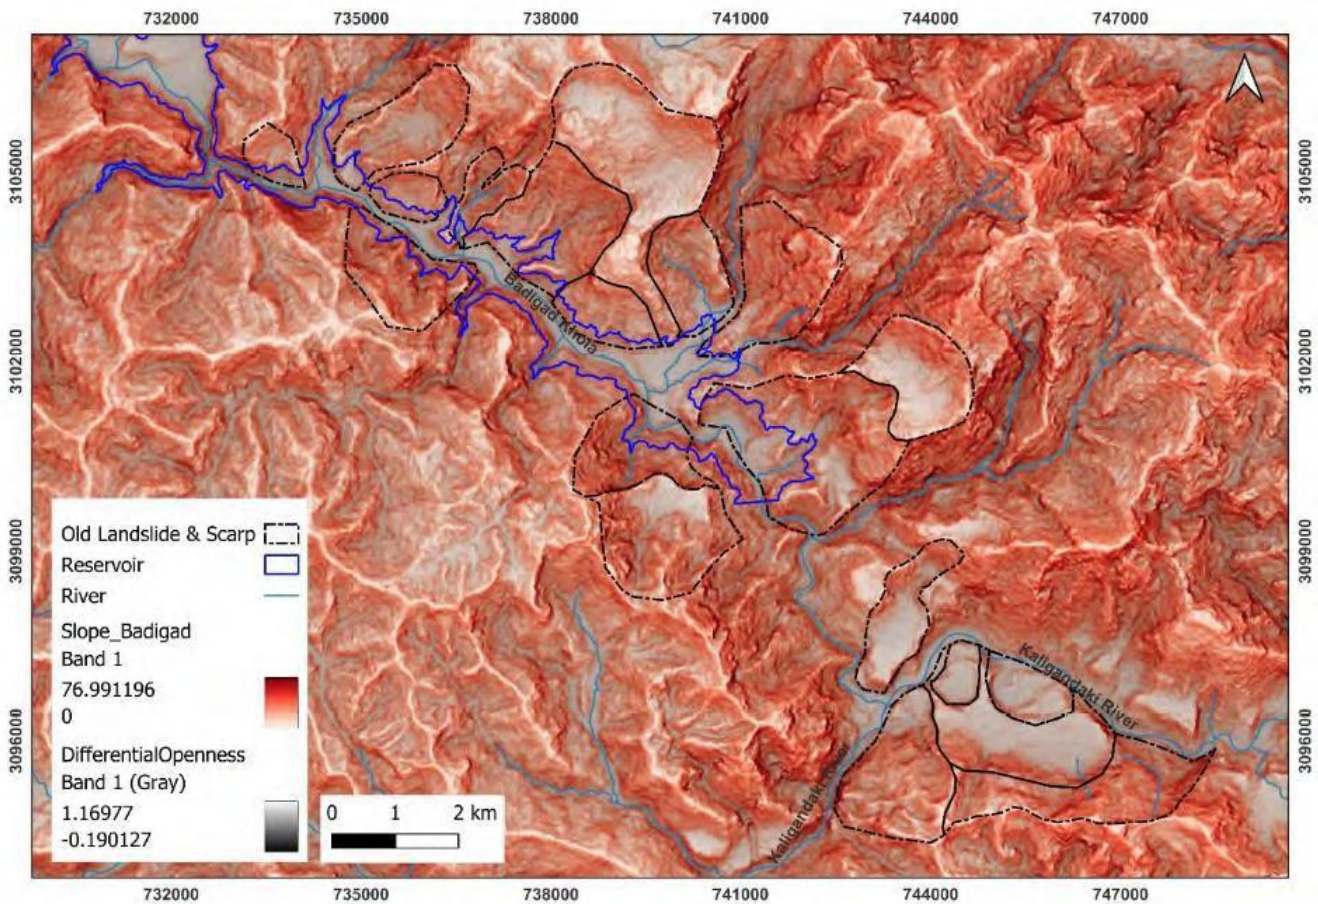 732000 735000 738000 741000 744000 747000
3105000
3105000
3102000
3102000
3099000
3099000
3096000
3096000
Badigad Khola
Kaligandaki River
Kaligandaki River
Old Landslide & Scarp
Reservoir
River
Slope_Badigad
Band 1
76.991196
0
DifferentialOpenness
Band 1 (Gray)
1.16977
-0.190127
0 1 2 km
732000 735000 738000 741000 744000 747000